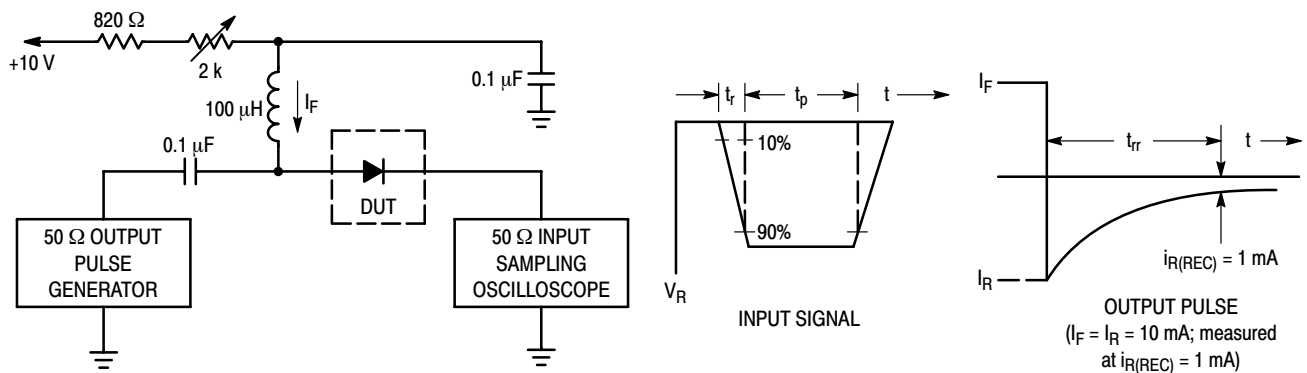 820 Ω
+10 V
2 k
100 μH
I_F
0.1 μF
0.1 μF
DUT
50 Ω OUTPUT
PULSE
GENERATOR
50 Ω INPUT
SAMPLING
OSCILLOSCOPE
t_r
t_p
t
10%
90%
V_R
INPUT SIGNAL
I_F
t_rr
t
I_R
i_R(REC) = 1 mA
OUTPUT PULSE
(I_F = I_R = 10 mA; measured
at i_R(REC) = 1 mA)